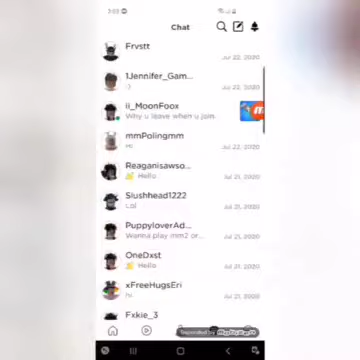 Chat
Frvstt
Jul 22, 2020
1Jennifer_Gam...
:)
Jul 22, 2020
ii_MoonFoox
Why u leave when u join
mmPolingmm
Jul 22, 2020
Reaganisawso...
Hello
Jul 21, 2020
Slushhead1222
Lol
Jul 21, 2020
PuppyloverAd...
Wanna play mm2 or...
Jul 21, 2020
OneDxst
Hello
Jul 21, 2020
xFreeHugsEri
hi
Jul 21, 2020
Fxkie_3